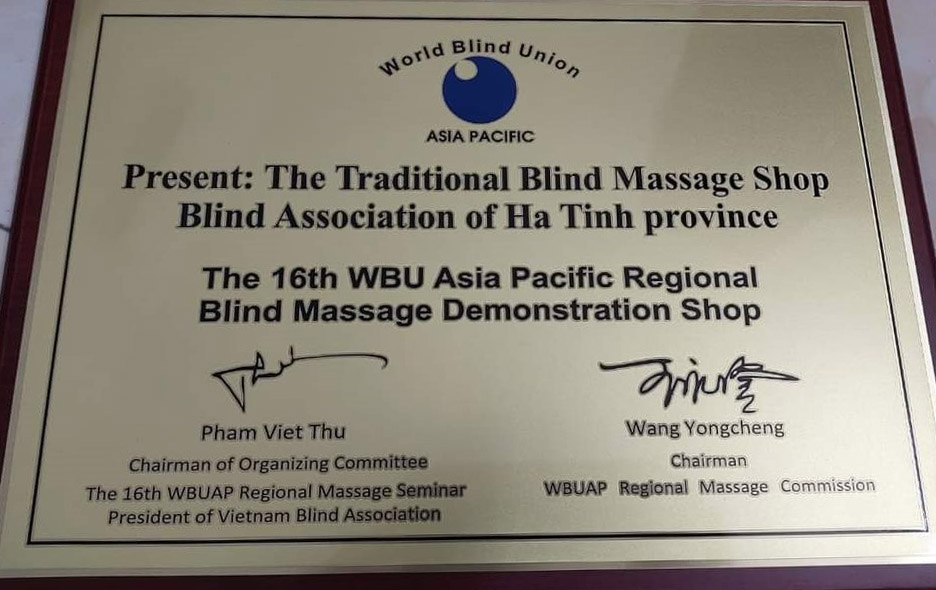 World Blind Union
ASIA PACIFIC
Present: The Traditional Blind Massage Shop
Blind Association of Ha Tinh province
The 16th WBU Asia Pacific Regional
Blind Massage Demonstration Shop
Pham Viet Thu
Chairman of Organizing Committee
The 16th WBUAP Regional Massage Seminar
President of Vietnam Blind Association
Wang Yongcheng
Chairman
WBUAP Regional Massage Commission